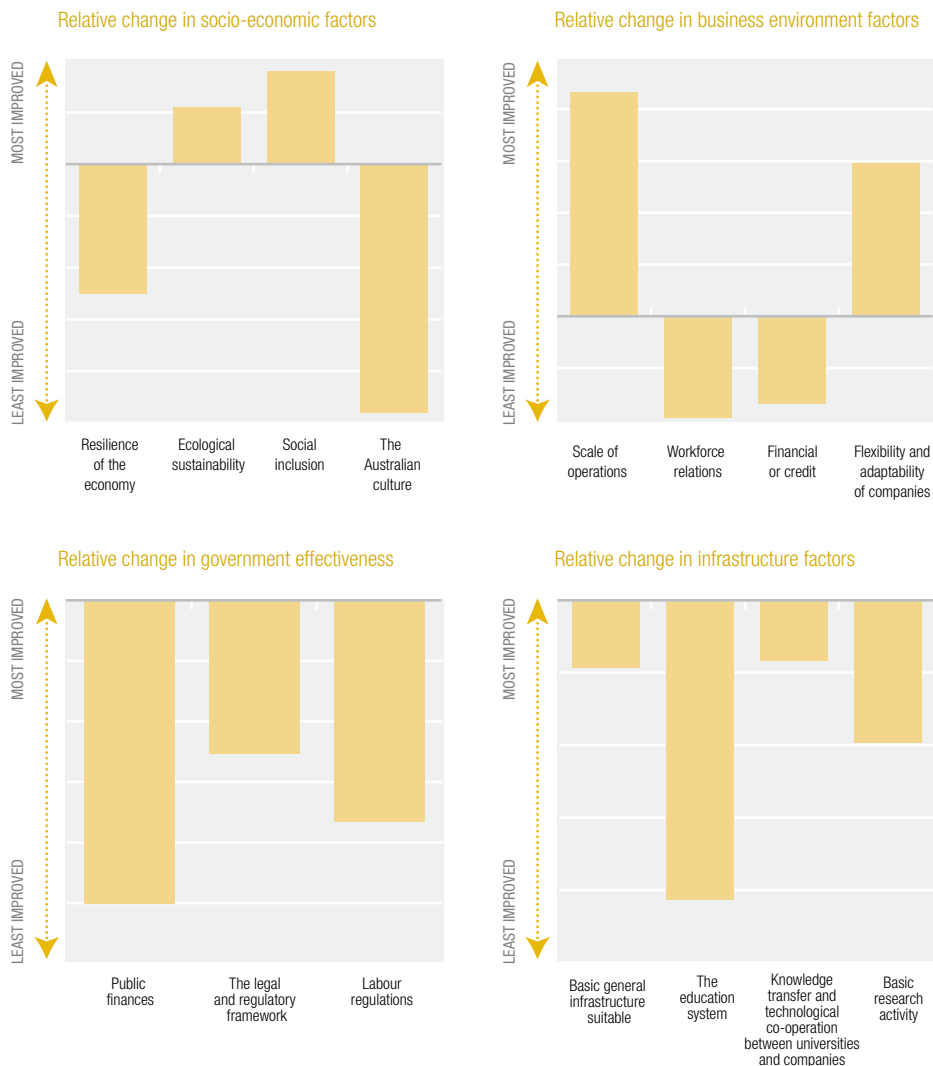 Relative change in socio-economic factors
MOST IMPROVED
LEAST IMPROVED
Resilience
of the
economy
Ecological
sustainability
Social
inclusion
The
Australian
culture
Relative change in business environment factors
MOST IMPROVED
LEAST IMPROVED
Scale of
operations
Workforce
relations
Financial
or credit
Flexibility and
adaptability
of companies
Relative change in government effectiveness
MOST IMPROVED
LEAST IMPROVED
Public
finances
The legal
and regulatory
framework
Labour
regulations
Relative change in infrastructure factors
MOST IMPROVED
LEAST IMPROVED
Basic general
infrastructure
suitable
The
education
system
Knowledge
transfer and
technological
co-operation
between universities
and companies
Basic
research
activity